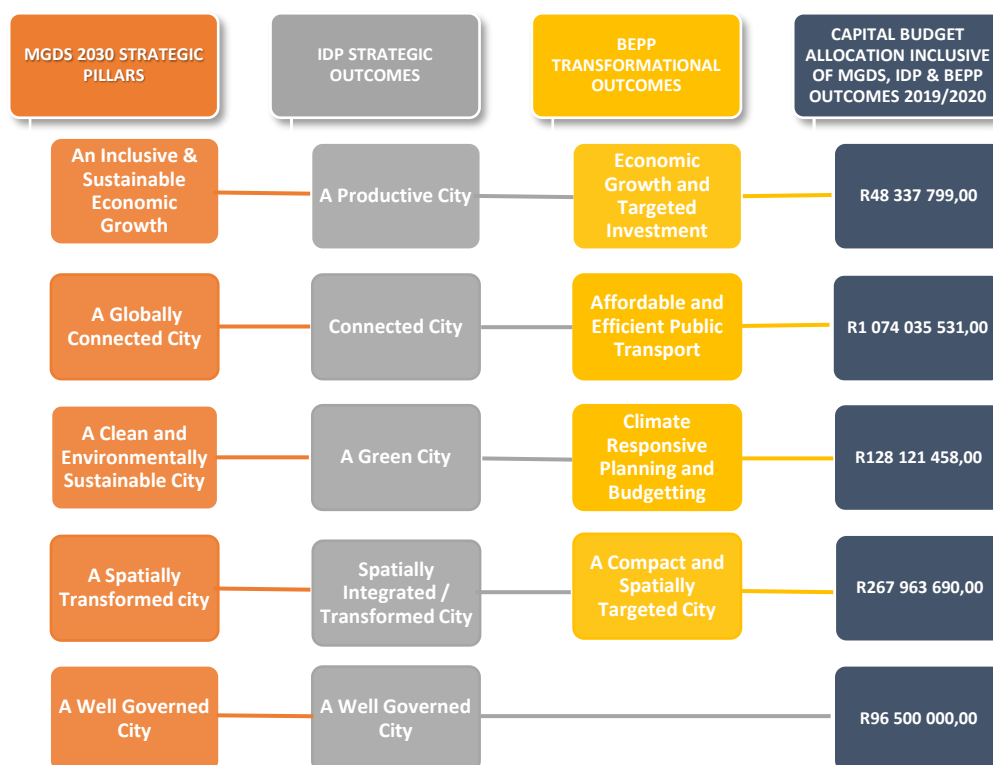 MGDS 2030 STRATEGIC
PILLARS
IDP STRATEGIC
OUTCOMES
BEPP
TRANSFORMATIONAL
OUTCOMES
CAPITAL BUDGET
ALLOCATION INCLUSIVE
OF MGDS, IDP & BEPP
OUTCOMES 2019/2020
An Inclusive &
Sustainable
Economic
Growth
A Productive City
Economic
Growth and
Targeted
Investment
R48 337 799,00
A Globally
Connected City
Connected City
Affordable and
Efficient Public
Transport
R1 074 035 531,00
A Clean and
Environmentally
Sustainable City
A Green City
Climate
Responsive
Planning and
Budgetting
R128 121 458,00
A Spatially
Transformed city
Spatially
Integrated /
Transformed City
A Compact and
Spatially
Targeted City
R267 963 690,00
A Well Governed
City
A Well Governed
City
R96 500 000,00